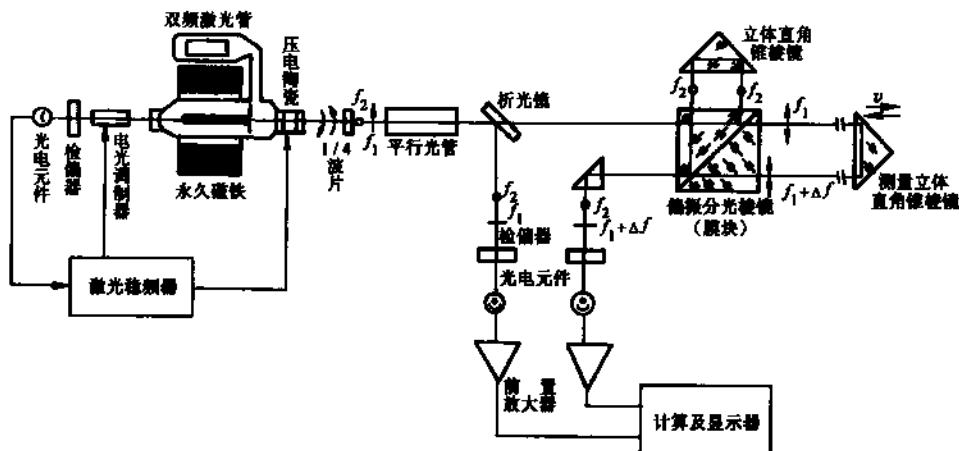 双频激光管
压电陶瓷
立体直角
锥棱镜
折光镜
f₂
f₁
f₂
f₂
f₁
v
光电元件
检偏器
电光调制器
1/4波片
平行光管
永久磁铁
f₂
f₁
f₂
f₁+Δf
偏振分光棱镜
(膜块)
f₁+Δf
测量立体
直角锥棱镜
检偏器
光电元件
激光稳频器
前置
放大器
计算及显示器